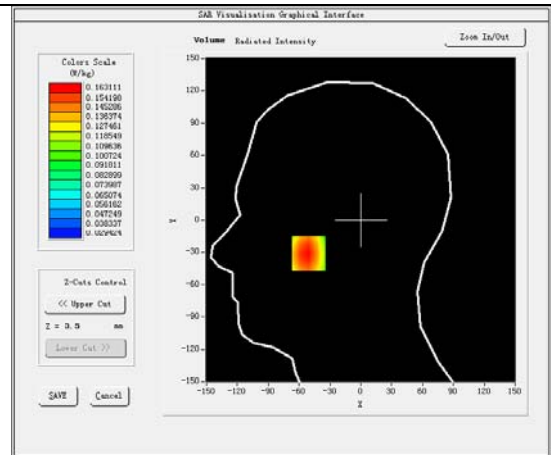 SAR Visualisation Graphical Interface
Volume Radiated Intensity
Zoom In/Out
Colors Scale
(W/kg)
0.163111
0.154198
0.145286
0.136374
0.127461
0.118549
0.109636
0.100724
0.091811
0.082899
0.073987
0.065074
0.056162
0.047249
0.038337
150
120
90
60
30
0
-30
-60
-90
-120
-150
Y
-150 -120 -90 -60 -30 0 30 60 90 120 150
X
Z-Cuts Control
<< Upper Cut
Z = 3.5 mm
Lower Cut >>
SAVE Cancel